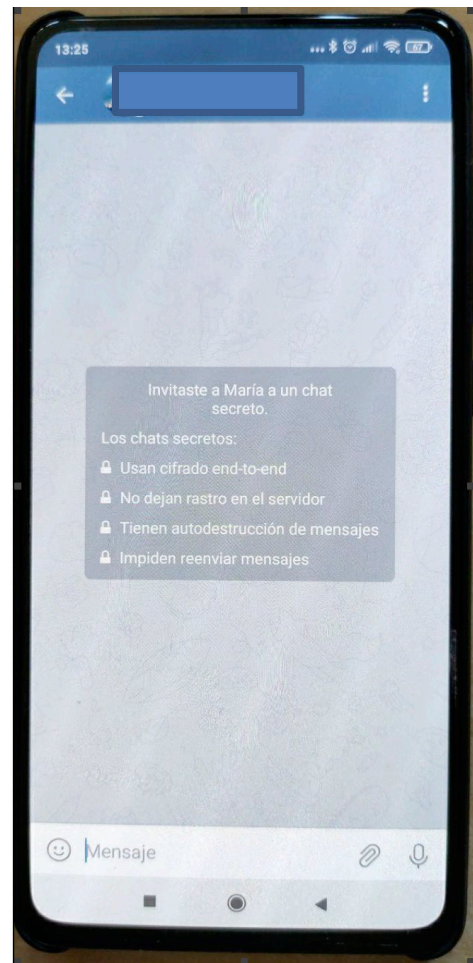 13:25
67
Invitaste a María a un chat
secreto.
Los chats secretos:
Usan cifrado end-to-end
No dejan rastro en el servidor
Tienen autodestrucción de mensajes
Impiden reenviar mensajes
Mensaje